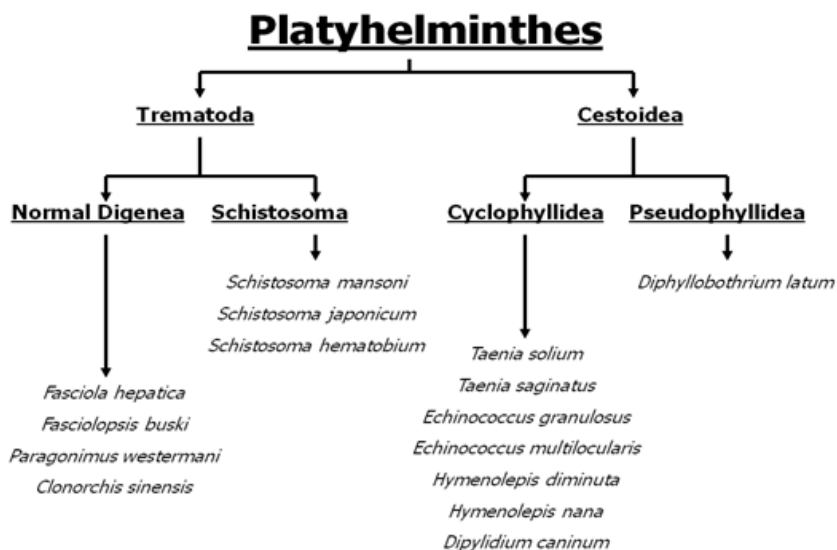 Platyhelminthes
Trematoda
Cestoidea
Normal Digenea
Schistosoma
Cyclophyllidea
Pseudophyllidea
Schistosoma mansoni
Schistosoma japonicum
Schistosoma hematobium
Diphyllobothrium latum
Fasciola hepatica
Fasciolopsis buski
Paragonimus westermani
Clonorchis sinensis
Taenia solium
Taenia saginatus
Echinococcus granulosus
Echinococcus multilocularis
Hymenolepis diminuta
Hymenolepis nana
Dipylidium caninum